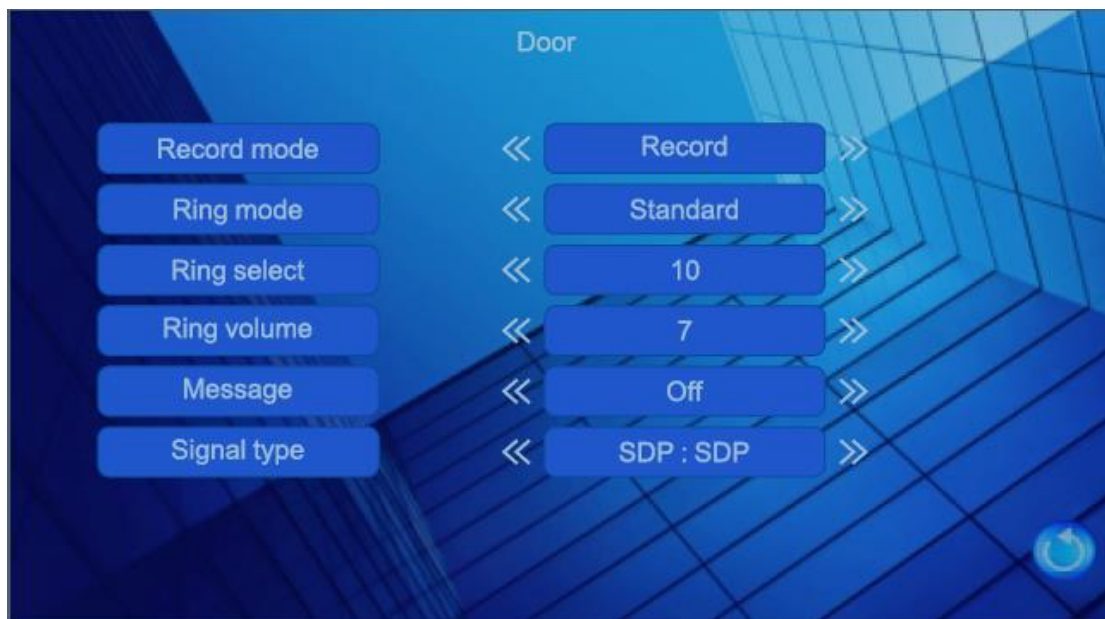 Door
Record mode Record
Ring mode Standard
Ring select 10
Ring volume 7
Message Off
Signal type SDP : SDP